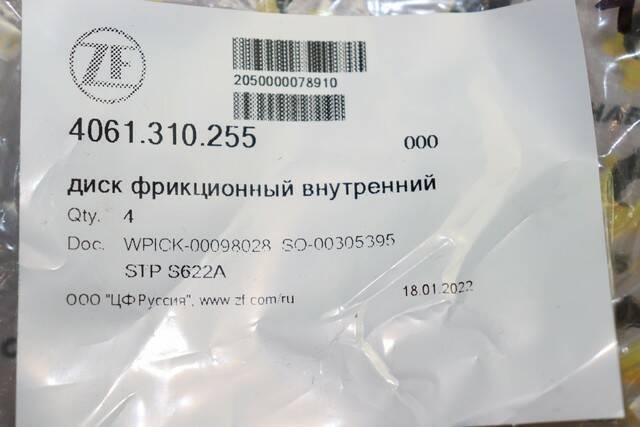 ZF
2050000078910
4061.310.255 000
диск фрикционный внутренний
Qty. 4
Doc. WPICK-00098028 SO-00305395
STP S622A
ООО "ЦФ Руссия", www.zf.com/ru 18.01.2022